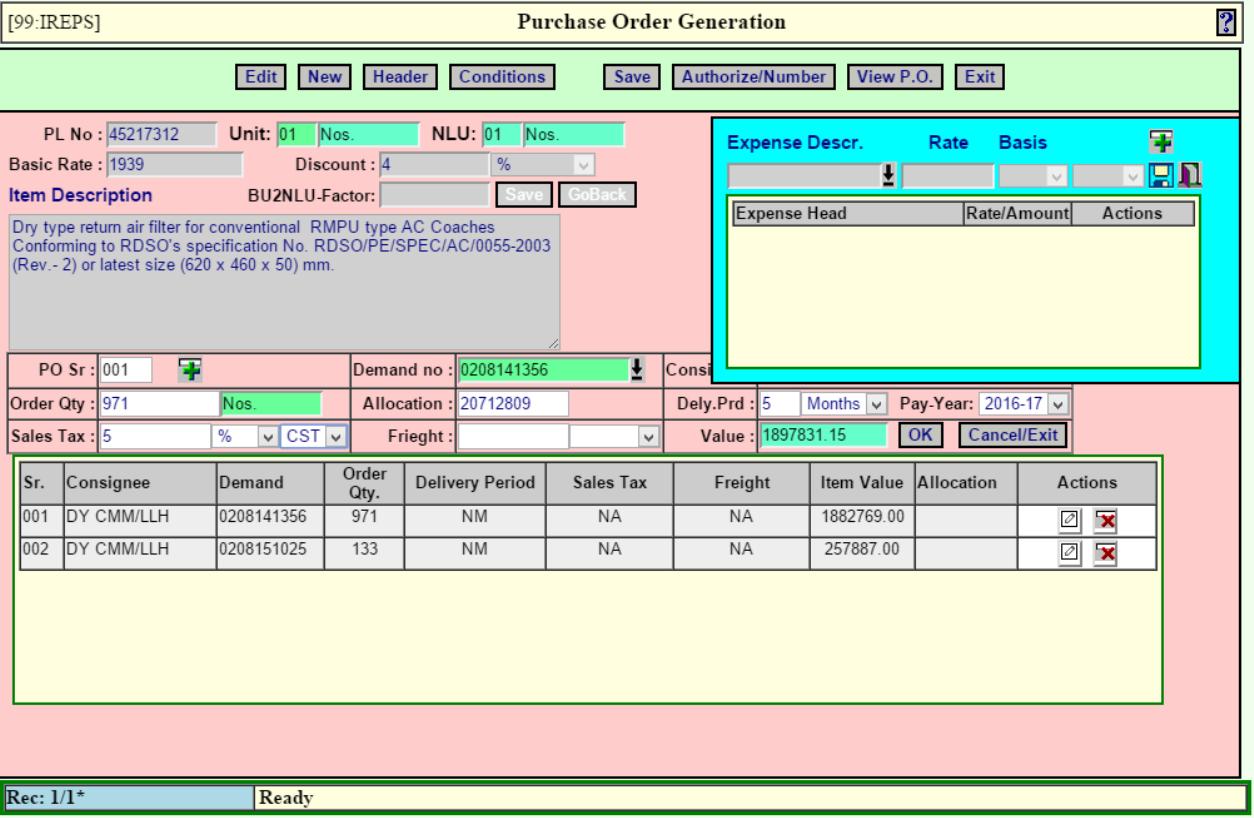 [99:IREPS] Purchase Order Generation ?
Edit New Header Conditions Save Authorize/Number View P.O. Exit
PL No : 45217312 Unit: 01 Nos. NLU: 01 Nos.
Basic Rate : 1939 Discount : 4 %
Item Description BU2NLU-Factor: Save GoBack
Dry type return air filter for conventional RMPU type AC Coaches
Conforming to RDSO's specification No. RDSO/PE/SPEC/AC/0055-2003
(Rev.- 2) or latest size (620 x 460 x 50) mm.
Expense Descr. Rate Basis
Expense Head Rate/Amount Actions
PO Sr : 001 Demand no : 0208141356 Consi
Order Qty : 971 Nos. Allocation : 20712809 Dely.Prd : 5 Months Pay-Year: 2016-17
Sales Tax : 5 % CST Frieght : Value : 1897831.15 OK Cancel/Exit
Sr. Consignee Demand Order Qty. Delivery Period Sales Tax Freight Item Value Allocation Actions
001 DY CMM/LLH 0208141356 971 NM NA NA 1882769.00
002 DY CMM/LLH 0208151025 133 NM NA NA 257887.00
Rec: 1/1* Ready